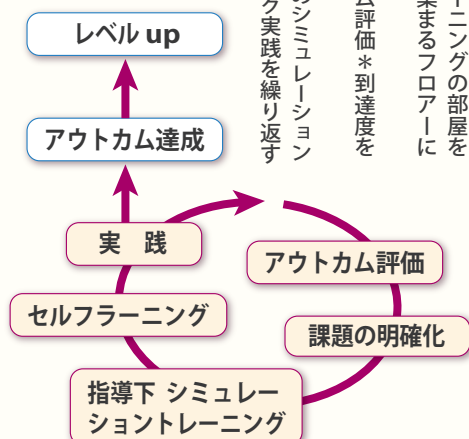 ーニングの部屋を
集まるフロアーに
ム評価＊到達度を
のシミュレーション
ク実践を繰り返す
レベル up
アウトカム達成
実　践
セルフラーニング
指導下 シミュレー
ショントレーニング
アウトカム評価
課題の明確化